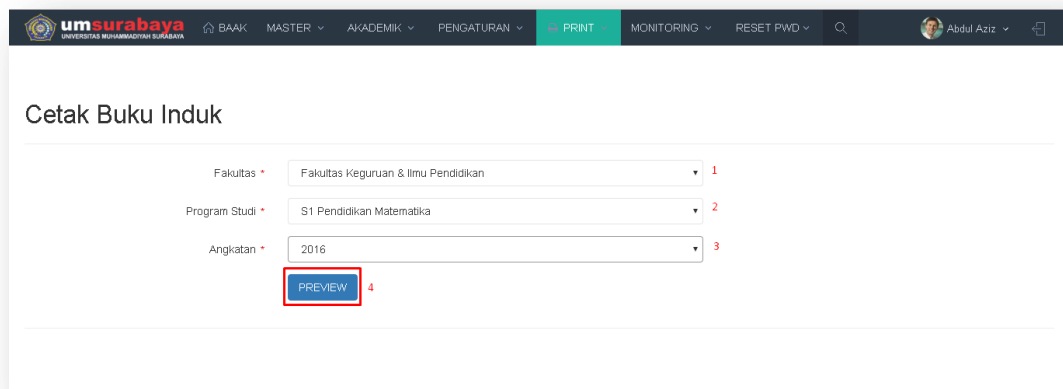 umsurabaya
UNIVERSITAS MUHAMMADIYAH SURABAYA
BAAK MASTER AKADEMIK PENGATURAN PRINT MONITORING RESET PWD Abdul Aziz
Cetak Buku Induk
Fakultas * Fakultas Keguruan & Ilmu Pendidikan 1
Program Studi * S1 Pendidikan Matematika 2
Angkatan * 2016 3
PREVIEW 4